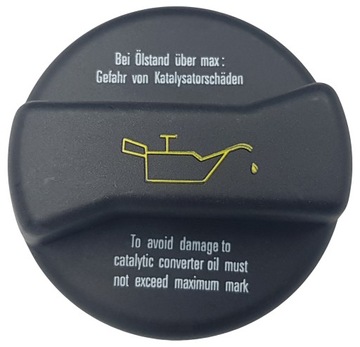 Bei Ölstand über max:
Gefahr von Katalysatorschäden
To avoid damage to
catalytic converter oil must
not exceed maximum mark